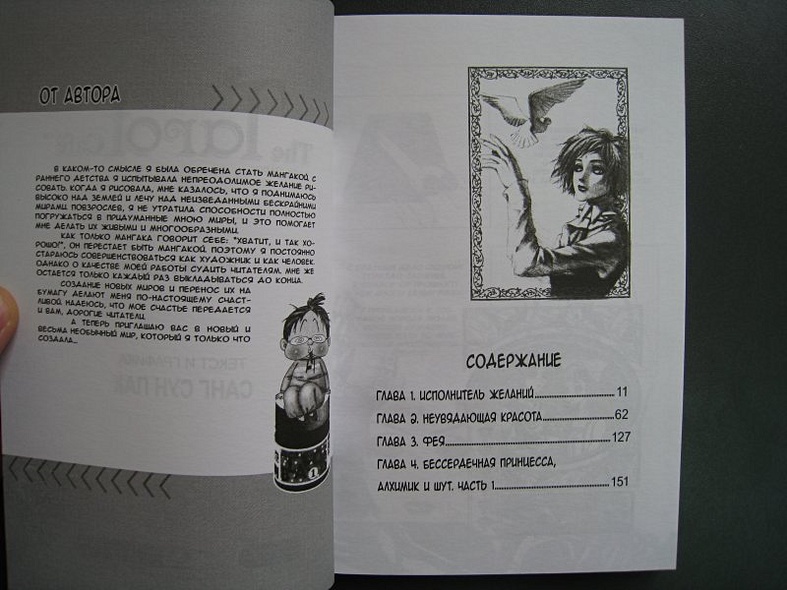 ОТ АВТОРА
В КАКОМ-ТО СМЫСЛЕ Я БЫЛА ОБРЕЧЕНА СТАТЬ МАНГАКОЙ. С
РАННЕГО ДЕТСТВА Я ИСПЫТЫВАЛА НЕПРЕОДОЛИМОЕ ЖЕЛАНИЕ РИ-
СОВАТЬ. КОГДА Я РИСОВАЛА, МНЕ КАЗАЛОСЬ, ЧТО Я ПОДНИМАЮСЬ
ВЫСОКО НАД ЗЕМЛЕЙ И ЛЕЧУ НАД НЕИЗВЕДАННЫМИ БЕСКРАЙНИМИ
МИРАМИ. ПОВЗРОСЛЕВ, Я НЕ УТРАТИЛА СПОСОБНОСТИ ПОЛНОСТЬЮ
ПОГРУЖАТЬСЯ В ПРИДУМАННЫЕ МНОЮ МИРЫ, И ЭТО ПОМОГАЕТ
МНЕ ДЕЛАТЬ ИХ ЖИВЫМИ И МНОГООБРАЗНЫМИ.
КАК ТОЛЬКО МАНГАКА ГОВОРИТ СЕБЕ: "ХВАТИТ, И ТАК ХО-
РОШО!", ОН ПЕРЕСТАЕТ БЫТЬ МАНГАКОЙ. ПОЭТОМУ Я ПОСТОЯННО
СТАРАЮСЬ СОВЕРШЕНСТВОВАТЬСЯ КАК ХУДОЖНИК И КАК ЧЕЛОВЕК.
ОДНАКО О КАЧЕСТВЕ МОЕЙ РАБОТЫ СУДИТЬ ЧИТАТЕЛЯМ. МНЕ ЖЕ
ОСТАЕТСЯ ТОЛЬКО КАЖДЫЙ РАЗ ВЫКЛАДЫВАТЬСЯ ДО КОНЦА.
СОЗДАНИЕ НОВЫХ МИРОВ И ПЕРЕНОС ИХ НА
БУМАГУ ДЕЛАЮТ МЕНЯ ПО-НАСТОЯЩЕМУ СЧАСТ-
ЛИВОЙ. НАДЕЮСЬ, ЧТО МОЕ СЧАСТЬЕ ПЕРЕДАЕТСЯ
И ВАМ, ДОРОГИЕ ЧИТАТЕЛИ.
А ТЕПЕРЬ ПРИГЛАШАЮ ВАС В НОВЫЙ И
ВЕСЬМА НЕОБЫЧНЫЙ МИР, КОТОРЫЙ Я ТОЛЬКО ЧТО
СОЗДАЛА...
1
СОДЕРЖАНИЕ
ГЛАВА 1. ИСПОЛНИТЕЛЬ ЖЕЛАНИЙ 11
ГЛАВА 2. НЕУВЯДАЮЩАЯ КРАСОТА 62
ГЛАВА 3. ФЕЯ 127
ГЛАВА 4. БЕССЕРДЕЧНАЯ ПРИНЦЕССА,
АЛХИМИК И ШУТ. ЧАСТЬ 1 151